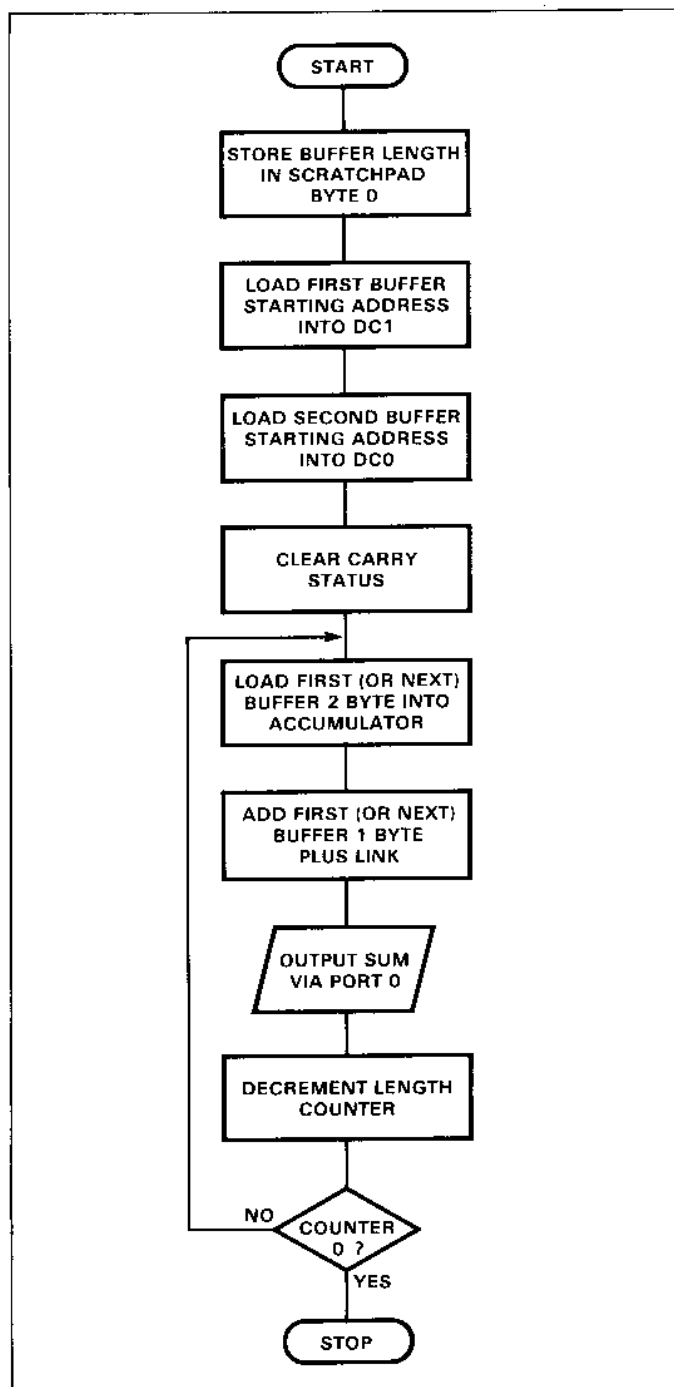 START
STORE BUFFER LENGTH
IN SCRATCHPAD
BYTE 0
LOAD FIRST BUFFER
STARTING ADDRESS
INTO DC1
LOAD SECOND BUFFER
STARTING ADDRESS
INTO DC0
CLEAR CARRY
STATUS
LOAD FIRST (OR NEXT)
BUFFER 2 BYTE INTO
ACCUMULATOR
ADD FIRST (OR NEXT)
BUFFER 1 BYTE
PLUS LINK
OUTPUT SUM
VIA PORT 0
DECREMENT LENGTH
COUNTER
NO
COUNTER
0 ?
YES
STOP